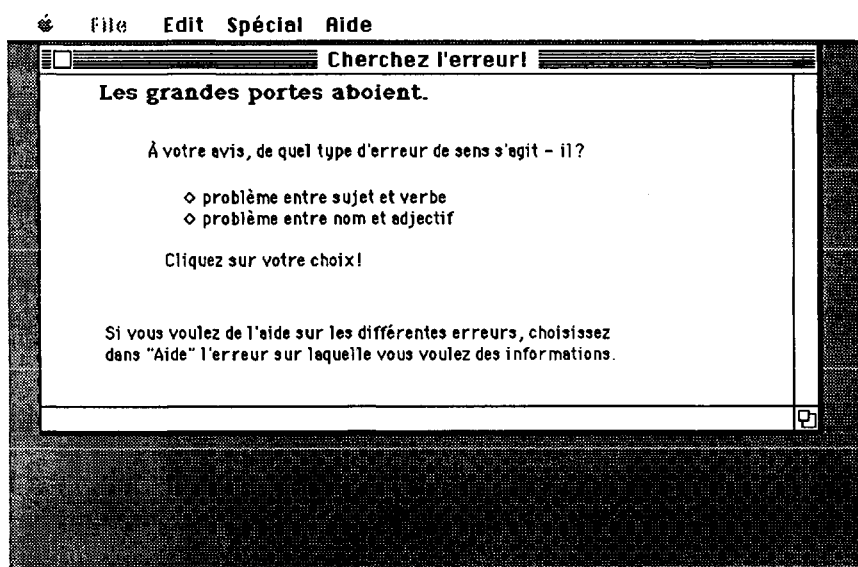 File Edit Spécial Aide
Cherchez l'erreur!
Les grandes portes aboient.
À votre avis, de quel type d'erreur de sens s'agit - il?
◇ problème entre sujet et verbe
◇ problème entre nom et adjectif
Cliquez sur votre choix!
Si vous voulez de l'aide sur les différentes erreurs, choisissez
dans "Aide" l'erreur sur laquelle vous voulez des informations.